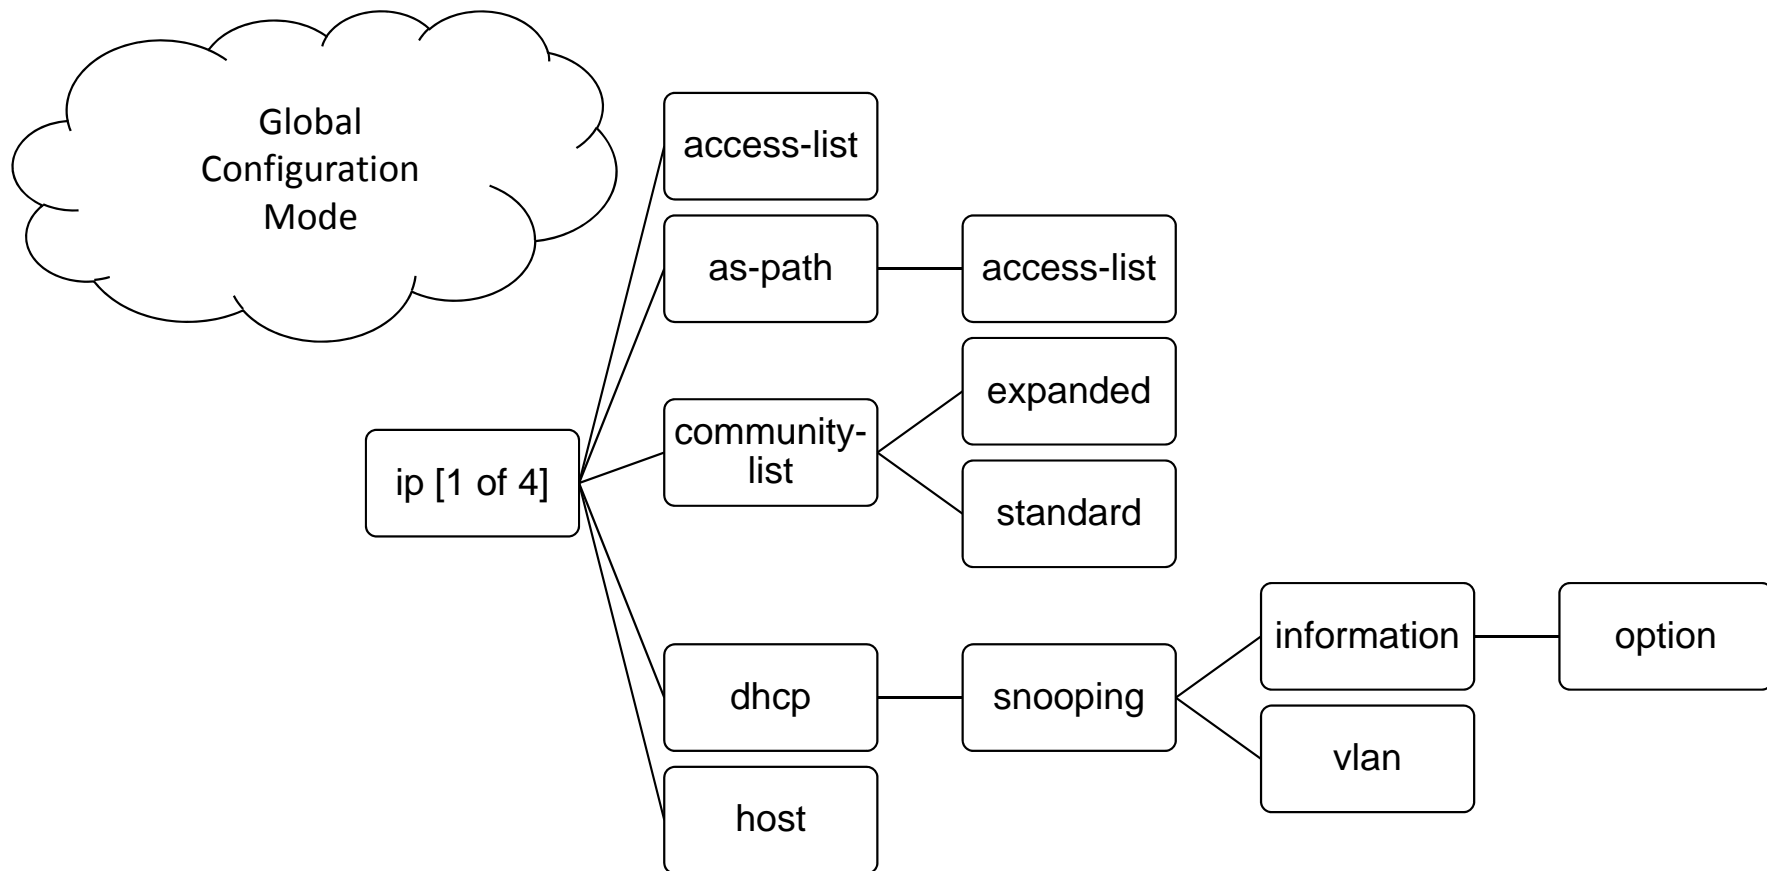 Global
Configuration
Mode
access-list
as-path
access-list
expanded
community-
list
ip [1 of 4]
standard
information
option
dhcp
snooping
vlan
host